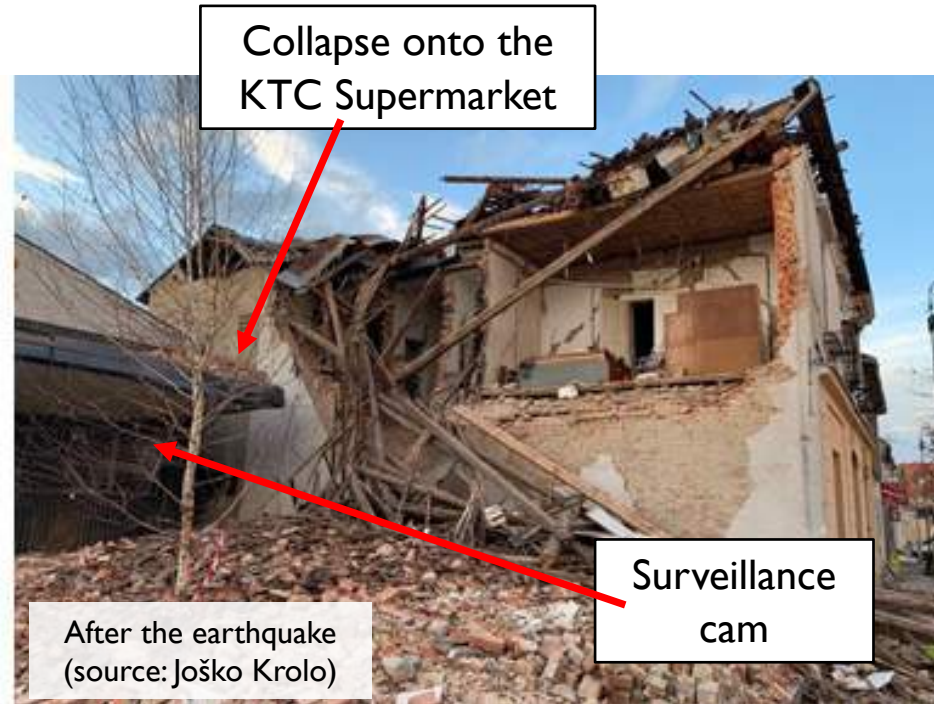 Collapse onto the
KTC Supermarket
Surveillance
cam
After the earthquake
(source: Joško Krolo)